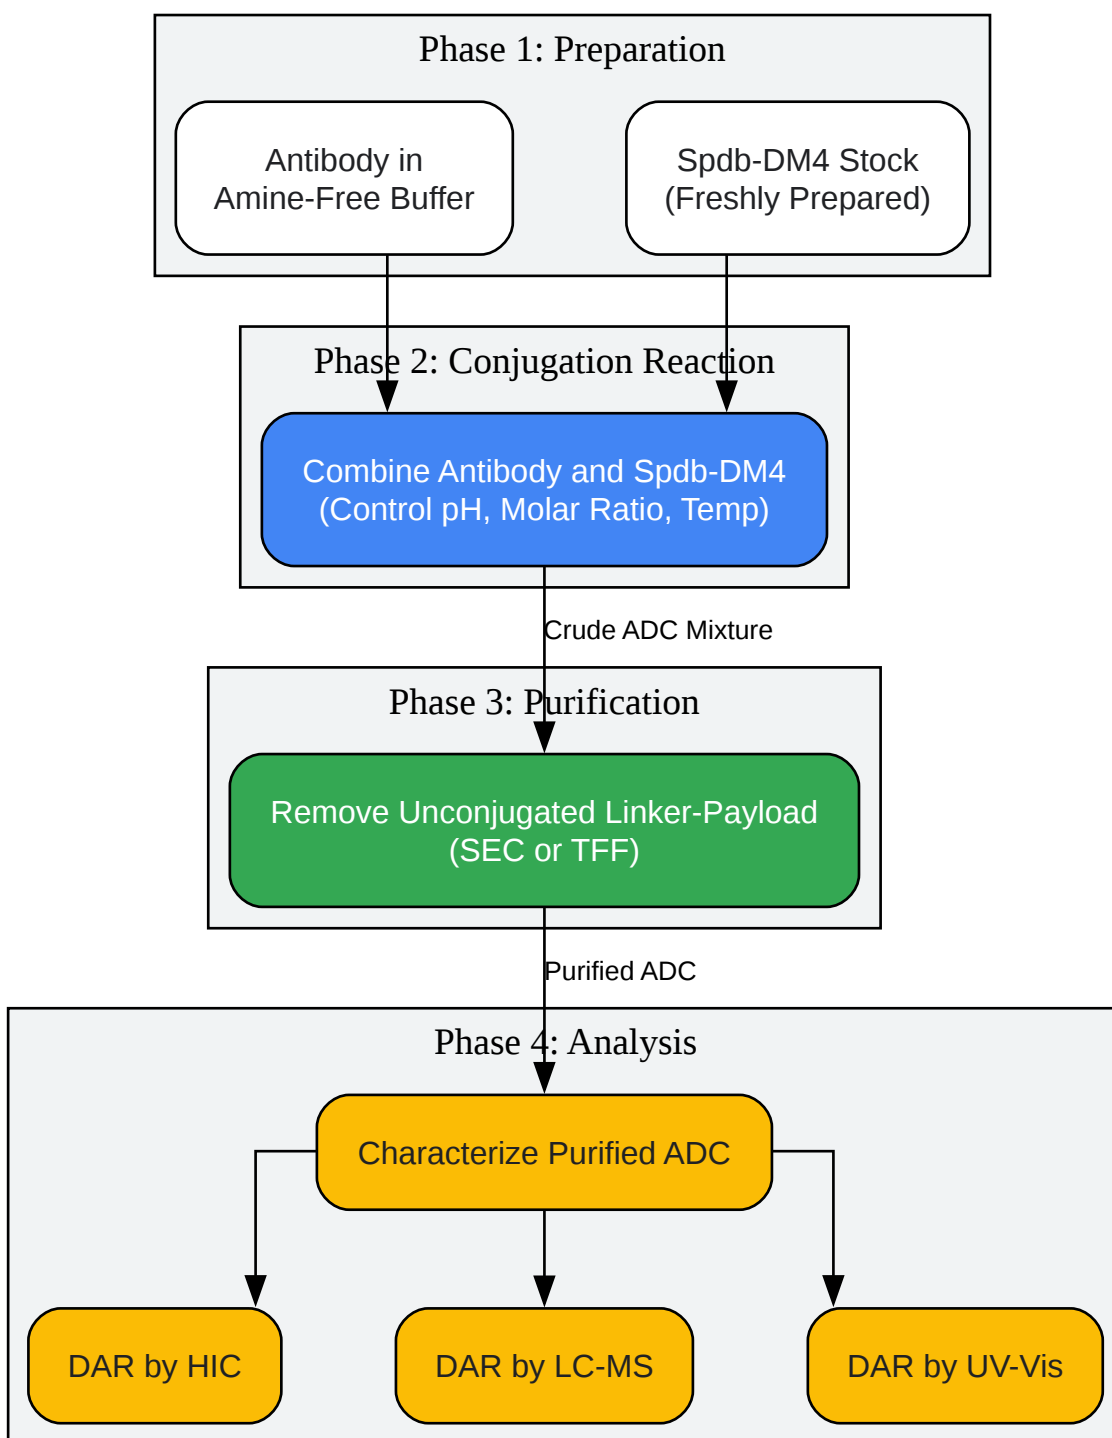 Phase 1: Preparation
Antibody in
Amine-Free Buffer
Spdb-DM4 Stock
(Freshly Prepared)
Phase 2: Conjugation Reaction
Combine Antibody and Spdb-DM4
(Control pH, Molar Ratio, Temp)
Crude ADC Mixture
Phase 3: Purification
Remove Unconjugated Linker-Payload
(SEC or TFF)
Purified ADC
Phase 4: Analysis
Characterize Purified ADC
DAR by HIC
DAR by LC-MS
DAR by UV-Vis